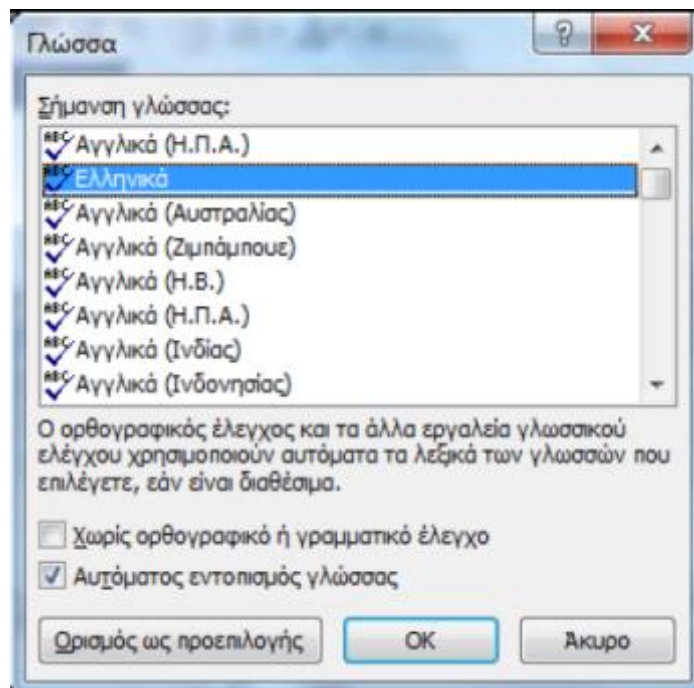 Γλώσσα
Σήμανση γλώσσας:
Αγγλικά (Η.Π.Α.)
Ελληνικά
Αγγλικά (Αυστραλίας)
Αγγλικά (Ζιμπάμπουε)
Αγγλικά (Η.Β.)
Αγγλικά (Η.Π.Α.)
Αγγλικά (Ινδίας)
Αγγλικά (Ινδονησίας)
Ο ορθογραφικός έλεγχος και τα άλλα εργαλεία γλωσσικού
ελέγχου χρησιμοποιούν αυτόματα τα λεξικά των γλωσσών που
επιλέγετε, εάν είναι διαθέσιμα.
Χωρίς ορθογραφικό ή γραμματικό έλεγχο
Αυτόματος εντοπισμός γλώσσας
Ορισμός ως προεπιλογής OK Άκυρο